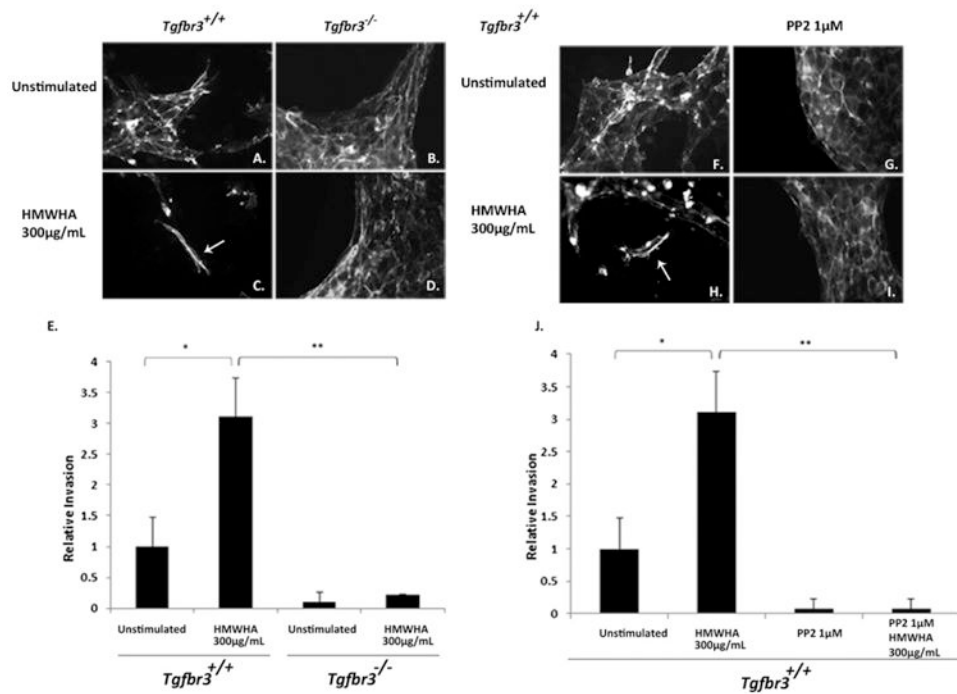 Tgfbr3+/+ Tgfbr3-/- Tgfbr3+/+ PP2 1µM
Unstimulated
A. B.
HMWHA
300µg/mL
C. D.
Unstimulated
F. G.
HMWHA
300µg/mL
H. I.
E.
* **
Relative Invasion
4
3.5
3
2.5
2
1.5
1
0.5
0
Unstimulated HMWHA Unstimulated HMWHA
300µg/mL 300µg/mL
Tgfbr3+/+ Tgfbr3-/-
J.
* **
Relative Invasion
4
3.5
3
2.5
2
1.5
1
0.5
0
Unstimulated HMWHA PP2 1µM PP2 1µM
300µg/mL HMWHA
300µg/mL
Tgfbr3+/+